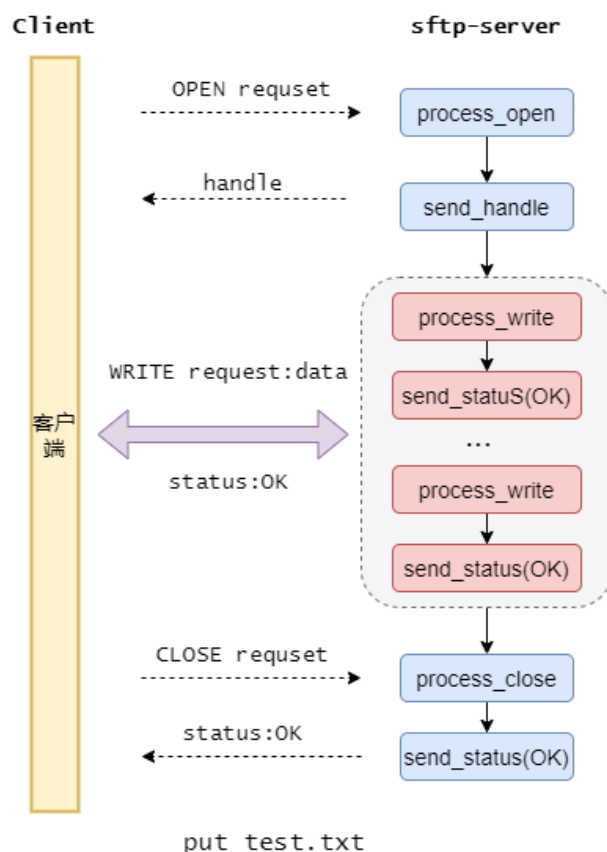 Client
sftp-server
OPEN requset
process_open
handle
send_handle
process_write
WRITE request:data
send_statuS(OK)
客户
端
...
status:OK
process_write
send_status(OK)
CLOSE requset
process_close
status:OK
send_status(OK)
put test.txt